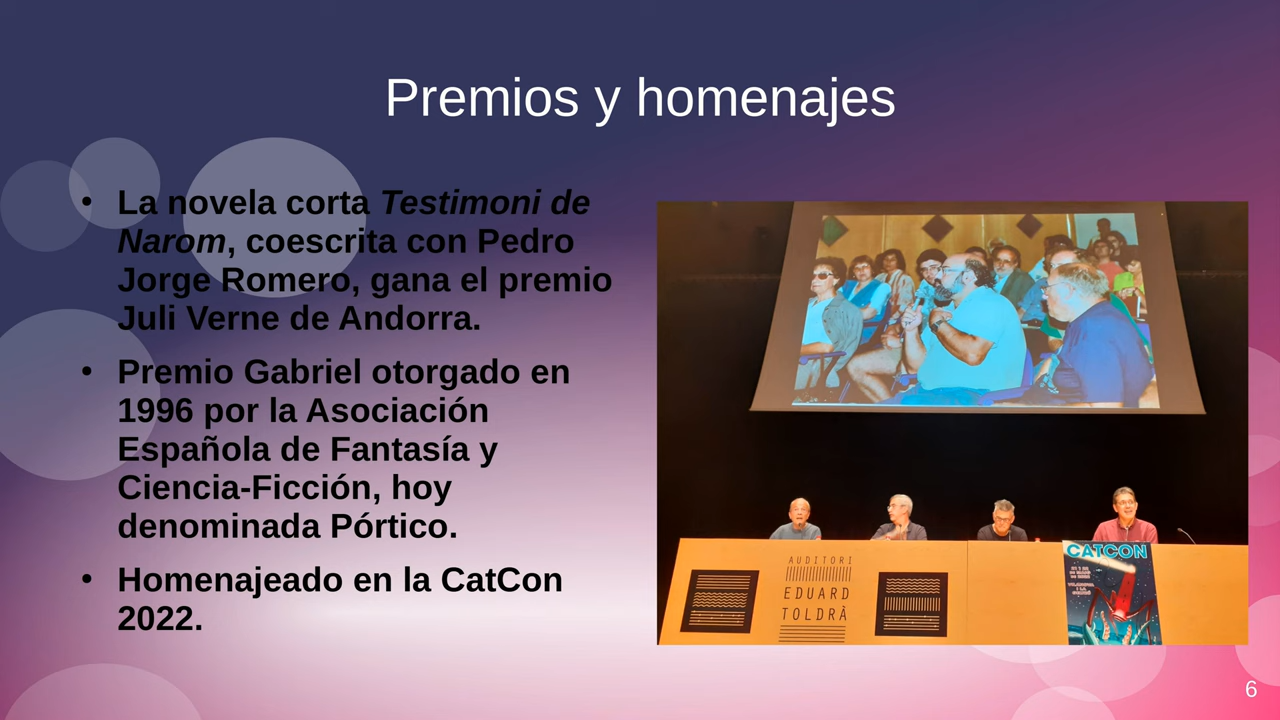 Premios y homenajes
• La novela corta Testimoni de
Narom, coescrita con Pedro
Jorge Romero, gana el premio
Juli Verne de Andorra.
• Premio Gabriel otorgado en
1996 por la Asociación
Española de Fantasía y
Ciencia-Ficción, hoy
denominada Pórtico.
• Homenajeado en la CatCon
2022.
AUDITORI
EDUARD
TOLDRÀ
CATCON
6